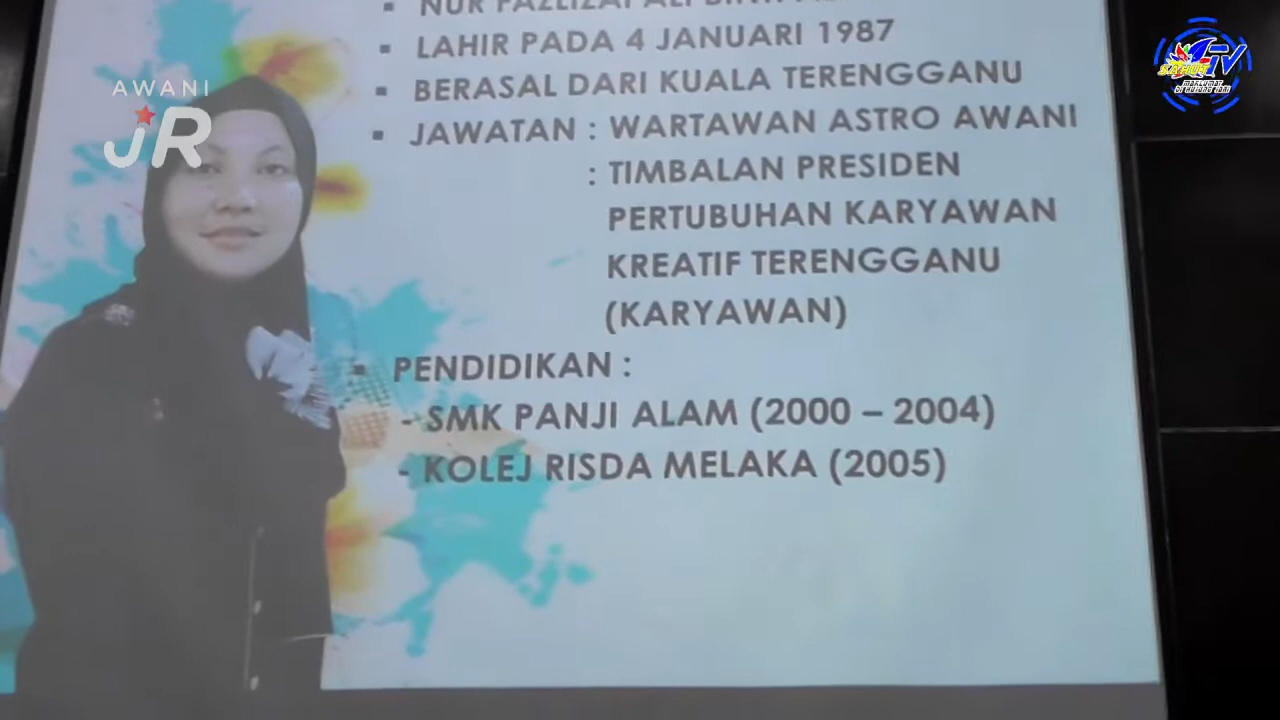 AWANI
jR
LAHIR PADA 4 JANUARI 1987
BERASAL DARI KUALA TERENGGANU
JAWATAN : WARTAWAN ASTRO AWANI
: TIMBALAN PRESIDEN
PERTUBUHAN KARYAWAN
KREATIF TERENGGANU
(KARYAWAN)
PENDIDIKAN :
- SMK PANJI ALAM (2000 – 2004)
- KOLEJ RISDA MELAKA (2005)